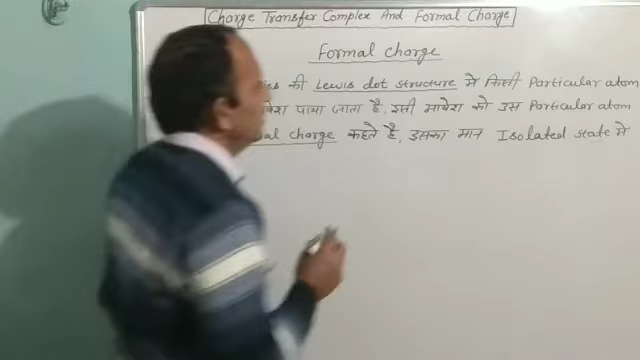 Charge Transfer Complex And Formal Charge
Formal charge
की Lewis dot structure में किसी Particular atom
पाया जाता है, इसी आवेश को उस Particular atom
charge कहते है, इसका मान Isolated state में